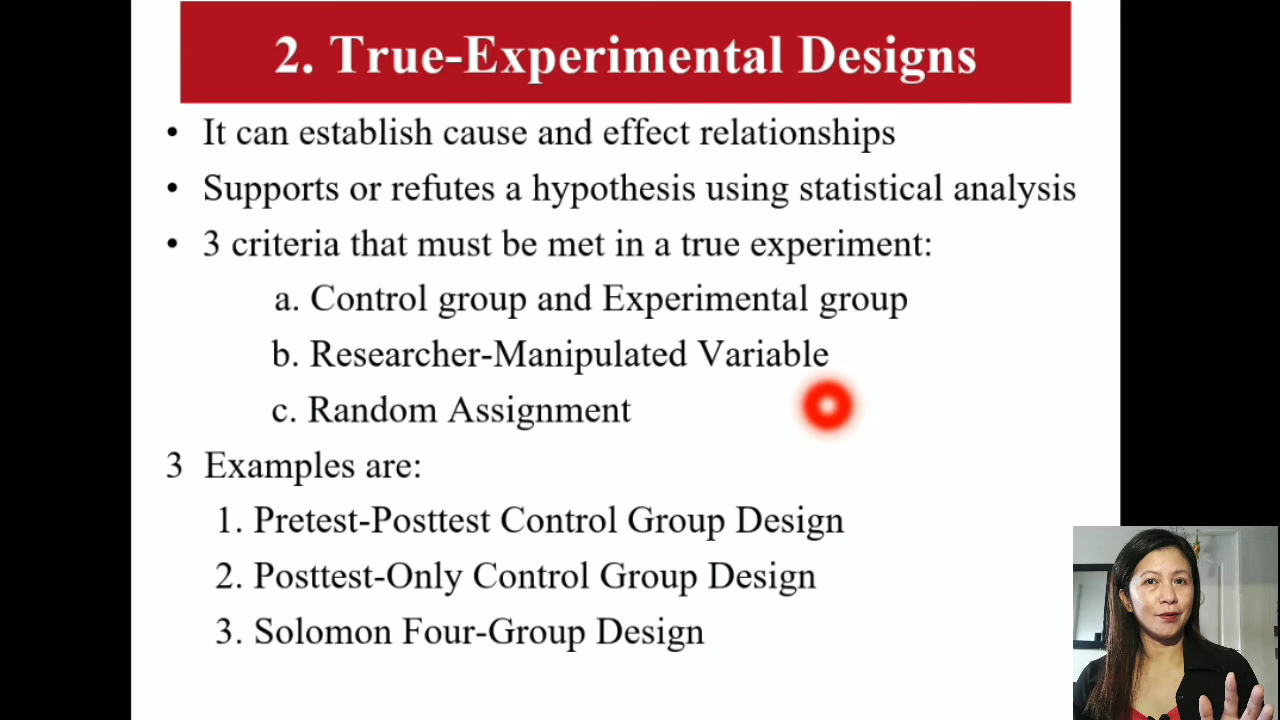 2. True-Experimental Designs
• It can establish cause and effect relationships
• Supports or refutes a hypothesis using statistical analysis
• 3 criteria that must be met in a true experiment:
a. Control group and Experimental group
b. Researcher-Manipulated Variable
c. Random Assignment
3 Examples are:
1. Pretest-Posttest Control Group Design
2. Posttest-Only Control Group Design
3. Solomon Four-Group Design